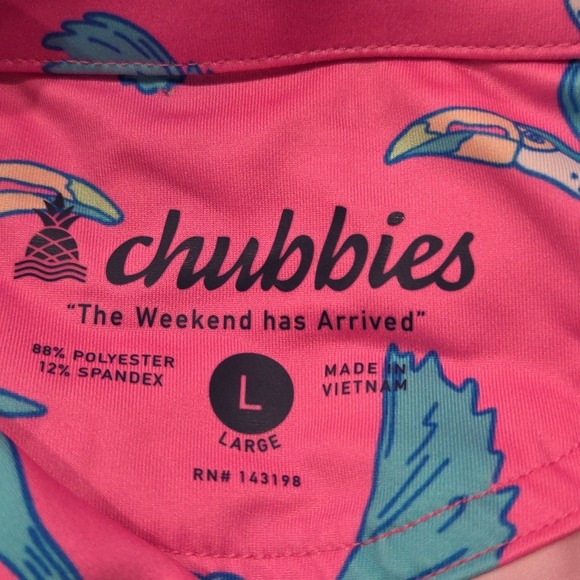 chubbies
"The Weekend has Arrived"
88% POLYESTER
12% SPANDEX
L
LARGE
MADE IN
VIETNAM
RN# 143198